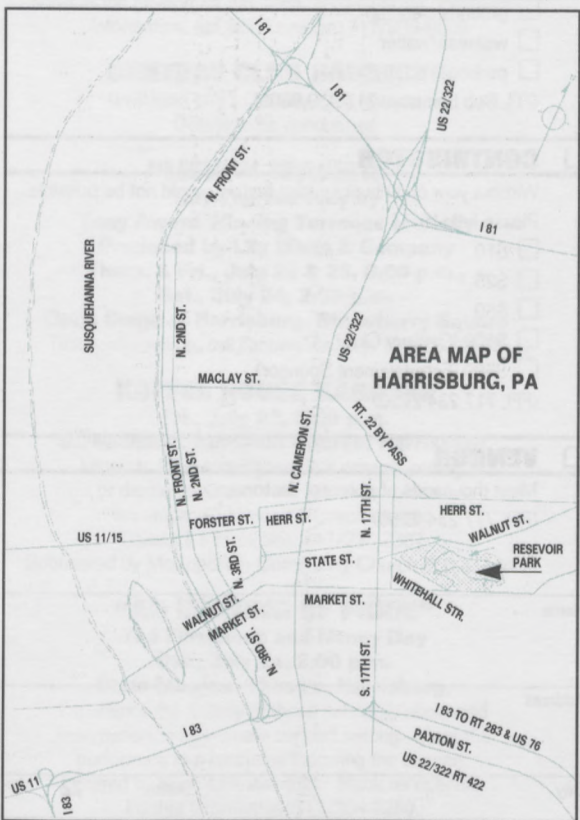 I 81
I 81
US 22/322
N. FRONT ST.
I 81
SUSQUEHANNA RIVER
N. 2ND ST.
US 22/322
AREA MAP OF
HARRISBURG, PA
MACLAY ST.
RT. 22 BY PASS
N. FRONT ST.
N. 2ND ST.
N. CAMERON ST.
N. 17TH ST.
HERR ST.
FORSTER ST.
HERR ST.
WALNUT ST.
US 11/15
N. 3RD ST.
STATE ST.
RESEVOIR
PARK
WHITEHALL STR.
WALNUT ST.
MARKET ST.
MARKET ST.
N. 3RD ST.
S. 17TH ST.
I 83
I 83 TO RT 283 & US 76
PAXTON ST.
US 22/322 RT 422
US 11
I 83